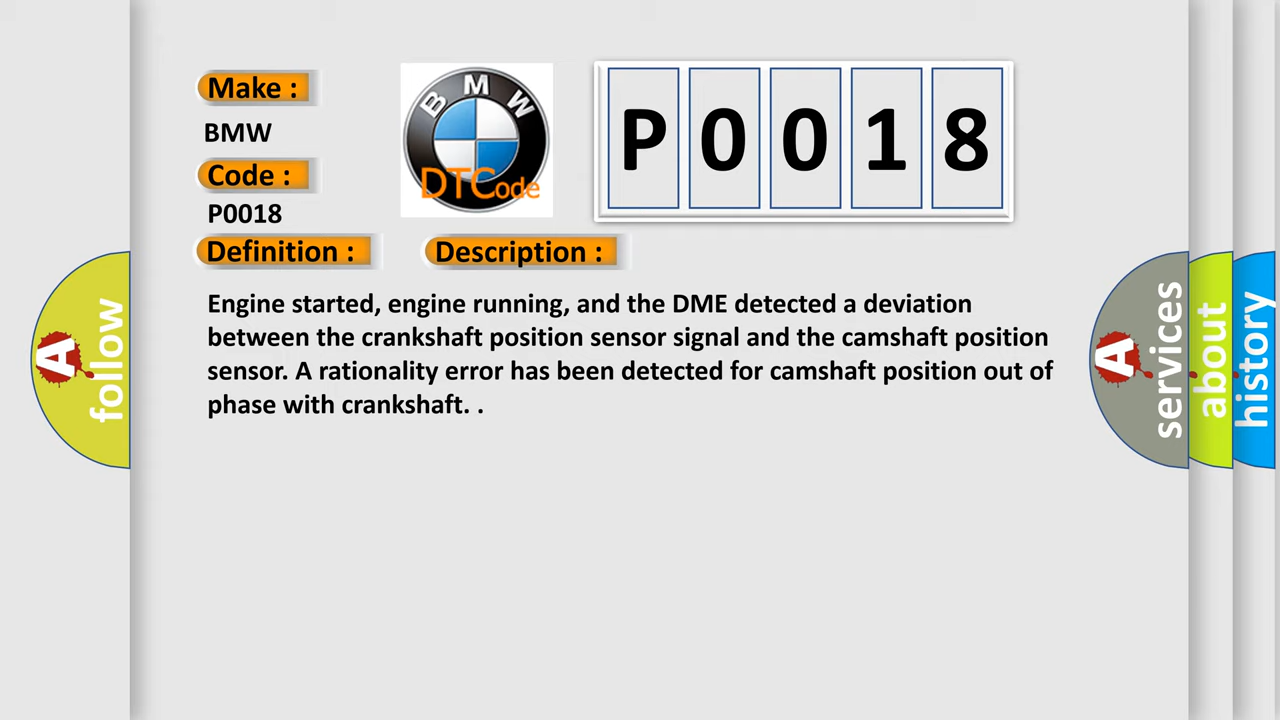 Make :
BMW
Code :
P0018
Definition :
Description :
BMW
DTCode
P0018
Engine started, engine running, and the DME detected a deviation
between the crankshaft position sensor signal and the camshaft position
sensor. A rationality error has been detected for camshaft position out of
phase with crankshaft. .
A
follow
A
services
about
history